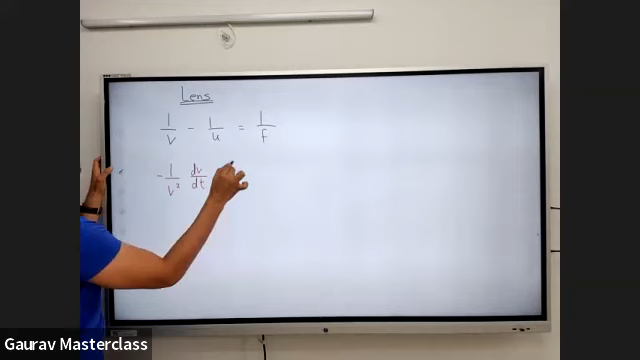 Lens
1/v - 1/u = 1/f
-1/v² dv/dt
Gaurav Masterclass